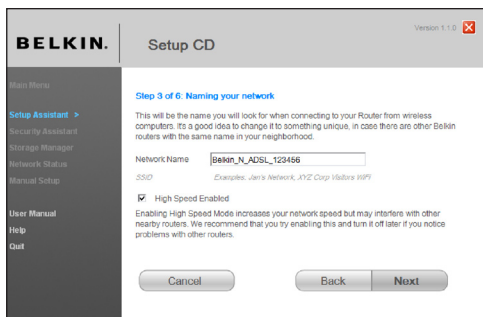 Version 1.1.0
BELKIN.
Setup CD
Main Menu
Setup Assistant >
Security Assistant
Storage Manager
Network Status
Manual Setup
User Manual
Help
Quit
Step 3 of 6: Naming your network
This will be the name you will look for when connecting to your Router from wireless
computers. It's a good idea to change it to something unique, in case there are other Belkin
routers with the same name in your neighborhood.
Network Name
Belkin_N_ADSL_123456
SSID
Examples: Jan's Network, XYZ Corp Visitors WiFi
High Speed Enabled
Enabling High Speed Mode increases your network speed but may interfere with other
nearby routers. We recommend that you try enabling this and turn it off later if you notice
problems with other routers.
Cancel
Back
Next